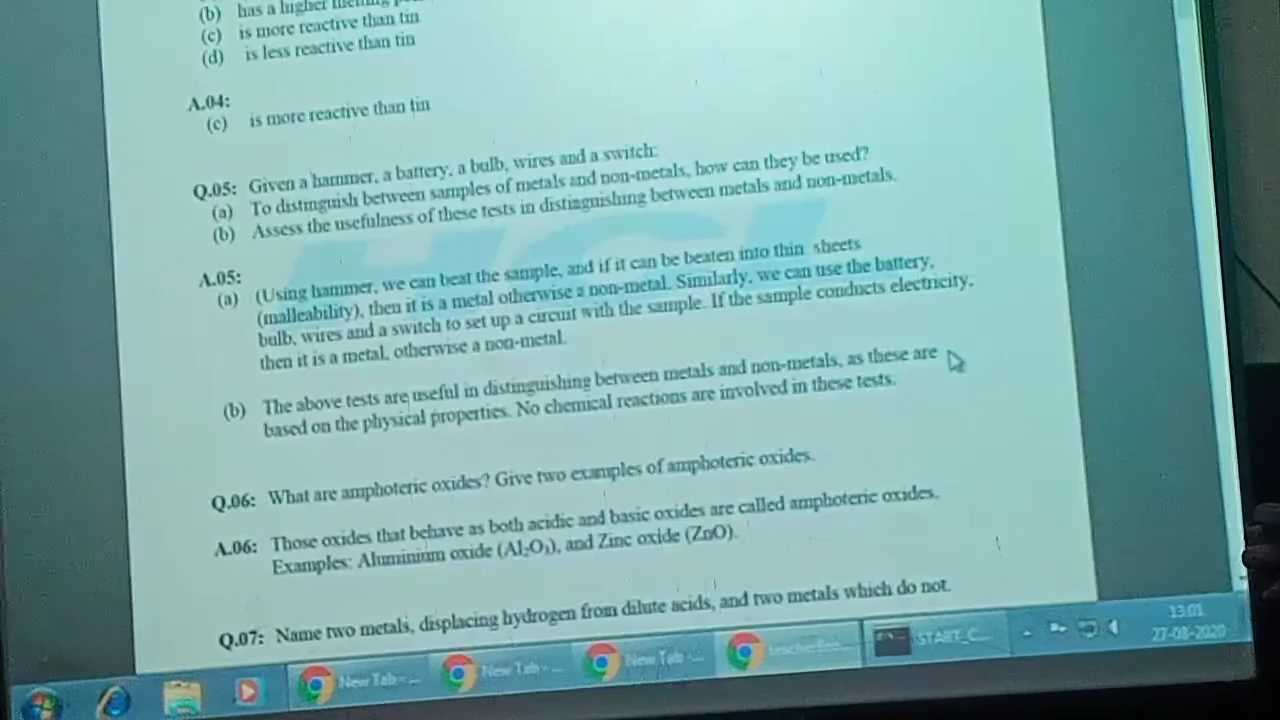 (b) has a higher
(c) is more reactive than tin
(d) is less reactive than tin
A.04:
(c) is more reactive than tin
Q.05: Given a hammer, a battery, a bulb, wires and a switch:
(a) To distinguish between samples of metals and non-metals, how can they be used?
(b) Assess the usefulness of these tests in distinguishing between metals and non-metals.
A.05:
(a) (Using hammer, we can beat the sample, and if it can be beaten into thin sheets
(malleability), then it is a metal otherwise a non-metal. Similarly, we can use the battery,
bulb, wires and a switch to set up a circuit with the sample. If the sample conducts electricity,
then it is a metal, otherwise a non-metal.
(b) The above tests are useful in distinguishing between metals and non-metals, as these are
based on the physical properties. No chemical reactions are involved in these tests.
Q.06: What are amphoteric oxides? Give two examples of amphoteric oxides.
A.06: Those oxides that behave as both acidic and basic oxides are called amphoteric oxides.
Examples: Aluminium oxide (Al₂O₃), and Zinc oxide (ZnO).
Q.07: Name two metals, displacing hydrogen from dilute acids, and two metals which do not.
New Tab - ...
New Tab - ...
New Tab - ...
START_C...
13:01
27-08-2020